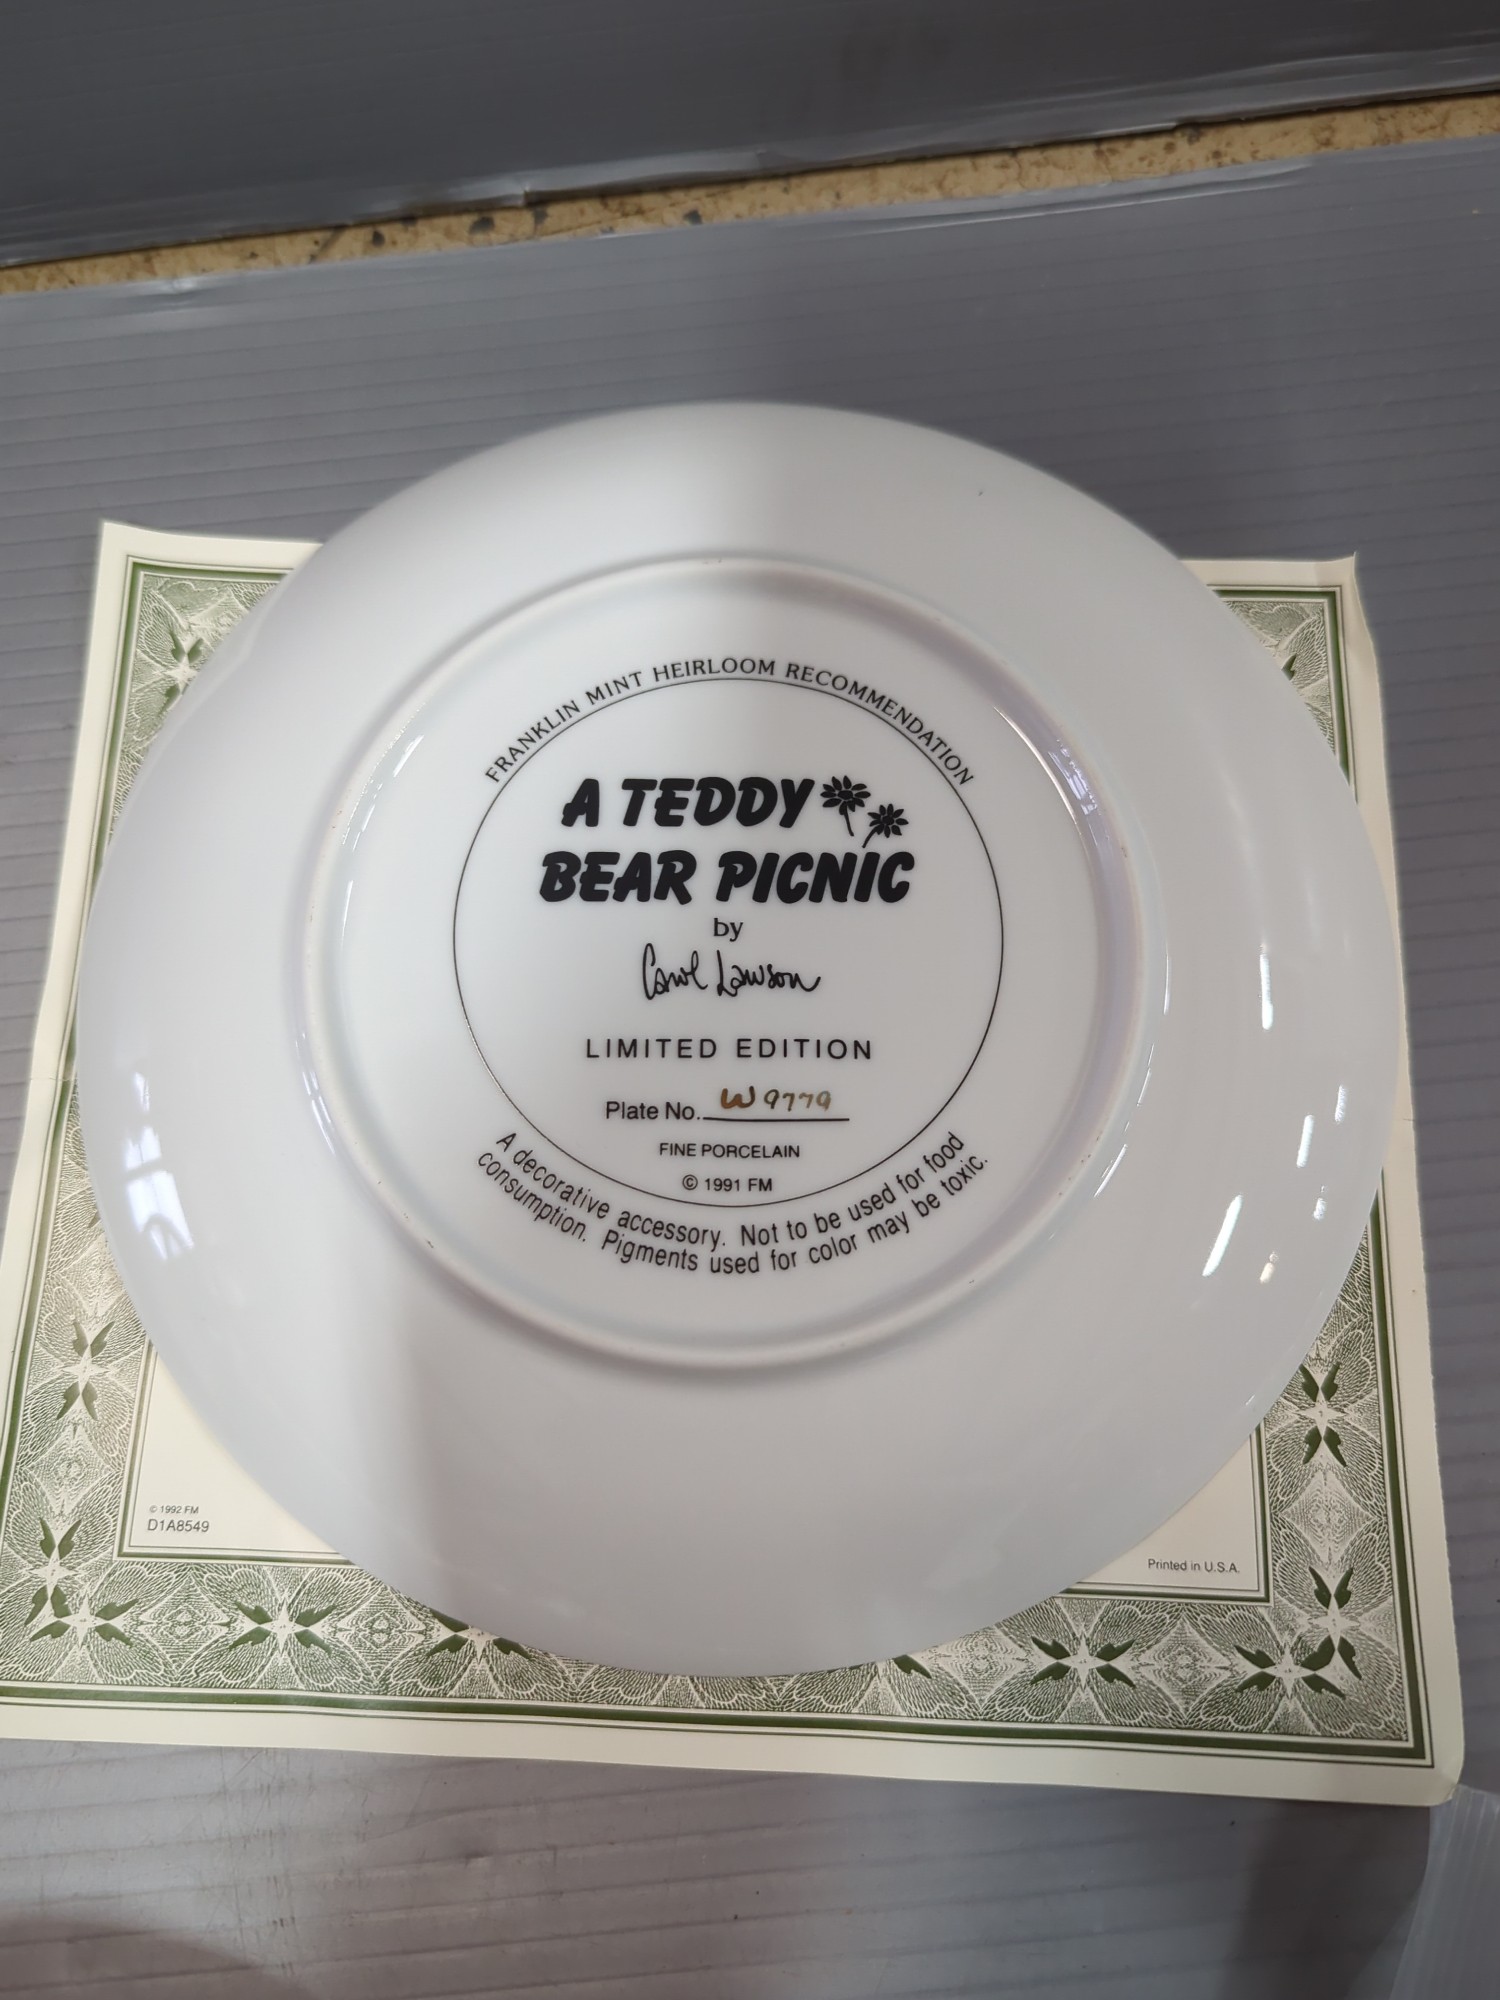 FRANKLIN MINT HEIRLOOM RECOMMENDATION
A TEDDY
BEAR PICNIC
by
Carol Lawson
LIMITED EDITION
Plate No. W9779
FINE PORCELAIN
© 1991 FM
A decorative accessory. Not to be used for food
consumption. Pigments used for color may be toxic.
© 1992 FM
D1A8549
Printed in U.S.A.